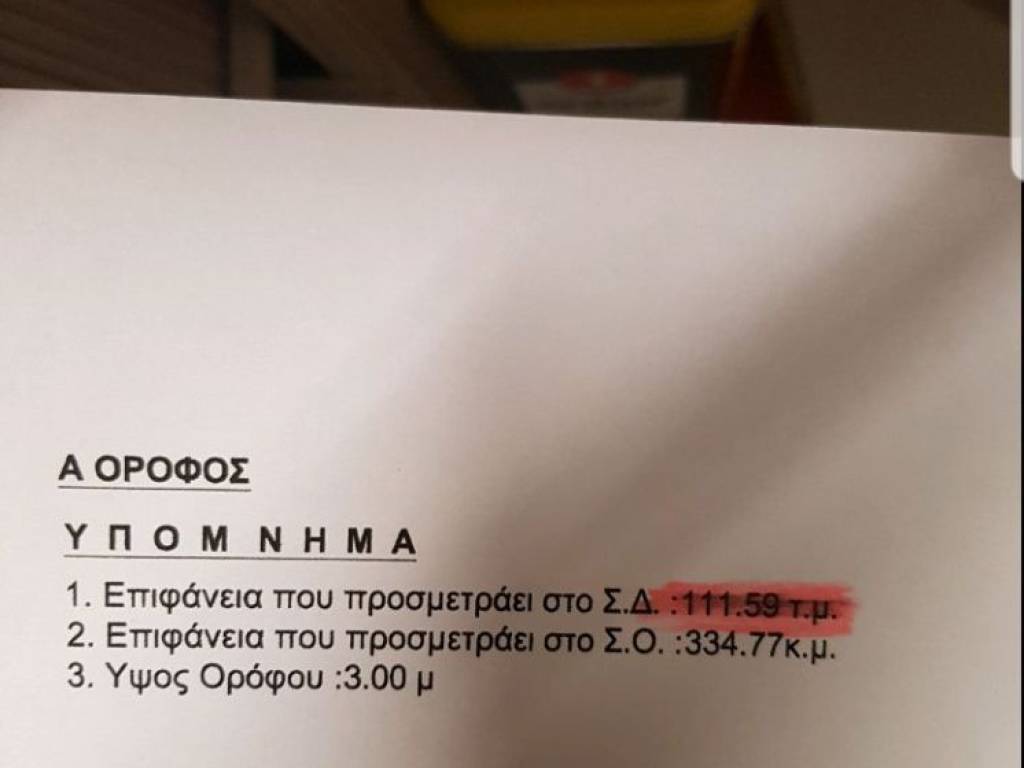 Α ΟΡΟΦΟΣ
Υ Π Ο Μ Ν Η Μ Α
1. Επιφάνεια που προσμετράει στο Σ.Δ. :111.59 τ.μ.
2. Επιφάνεια που προσμετράει στο Σ.Ο. :334.77κ.μ.
3. Υψος Ορόφου :3.00 μ